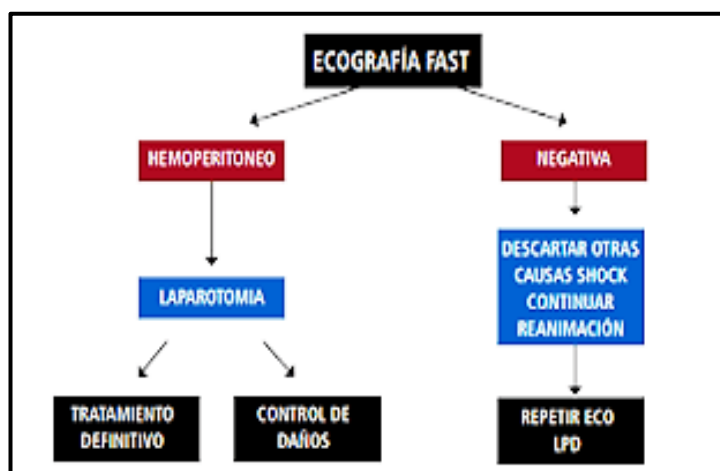 ECOGRAFÍA FAST
HEMOPERITONEO
NEGATIVA
DESCARTAR OTRAS
CAUSAS SHOCK
CONTINUAR
REANIMACIÓN
LAPAROTOMIA
TRATAMIENTO
DEFINITIVO
CONTROL DE
DAÑOS
REPETIR ECO
LPD